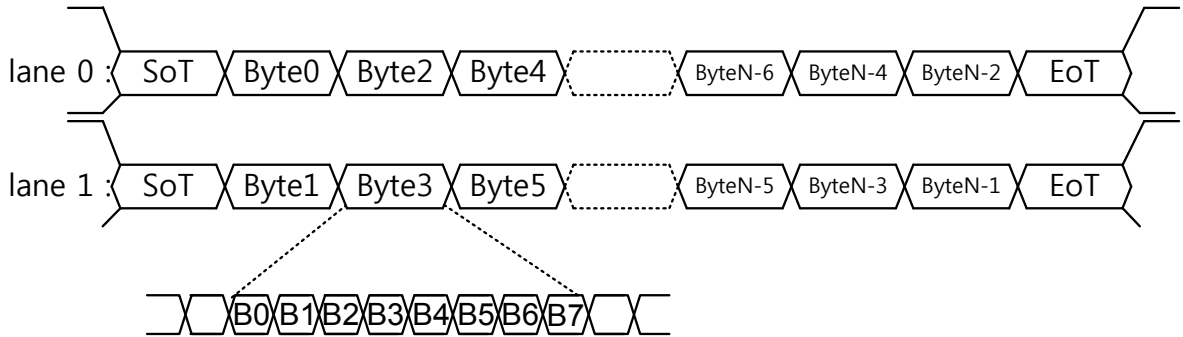 lane 0 : SoT Byte0 Byte2 Byte4 ByteN-6 ByteN-4 ByteN-2 EoT
lane 1 : SoT Byte1 Byte3 Byte5 ByteN-5 ByteN-3 ByteN-1 EoT
B0 B1 B2 B3 B4 B5 B6 B7